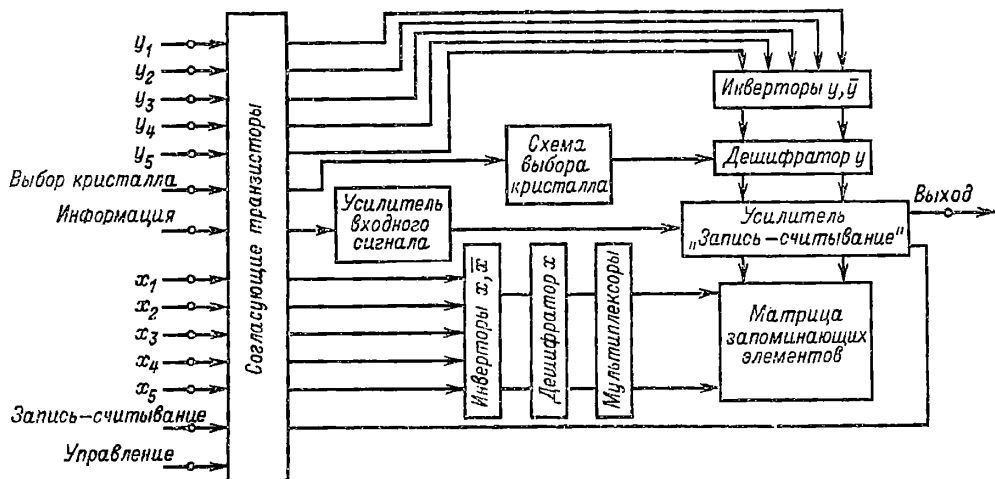 y₁
y₂
y₃
y₄
y₅
Выбор кристалла
Информация
x₁
x₂
x₃
x₄
x₅
Запись–считывание
Управление
Согласующие транзисторы
Усилитель
входного
сигнала
Схема
выбора
кристалла
Инверторы y, ȳ
Дешифратор y
Усилитель
„Запись–считывание"
Выход
Инверторы x, x̄
Дешифратор x
Мультиплексоры
Матрица
запоминающих
элементов